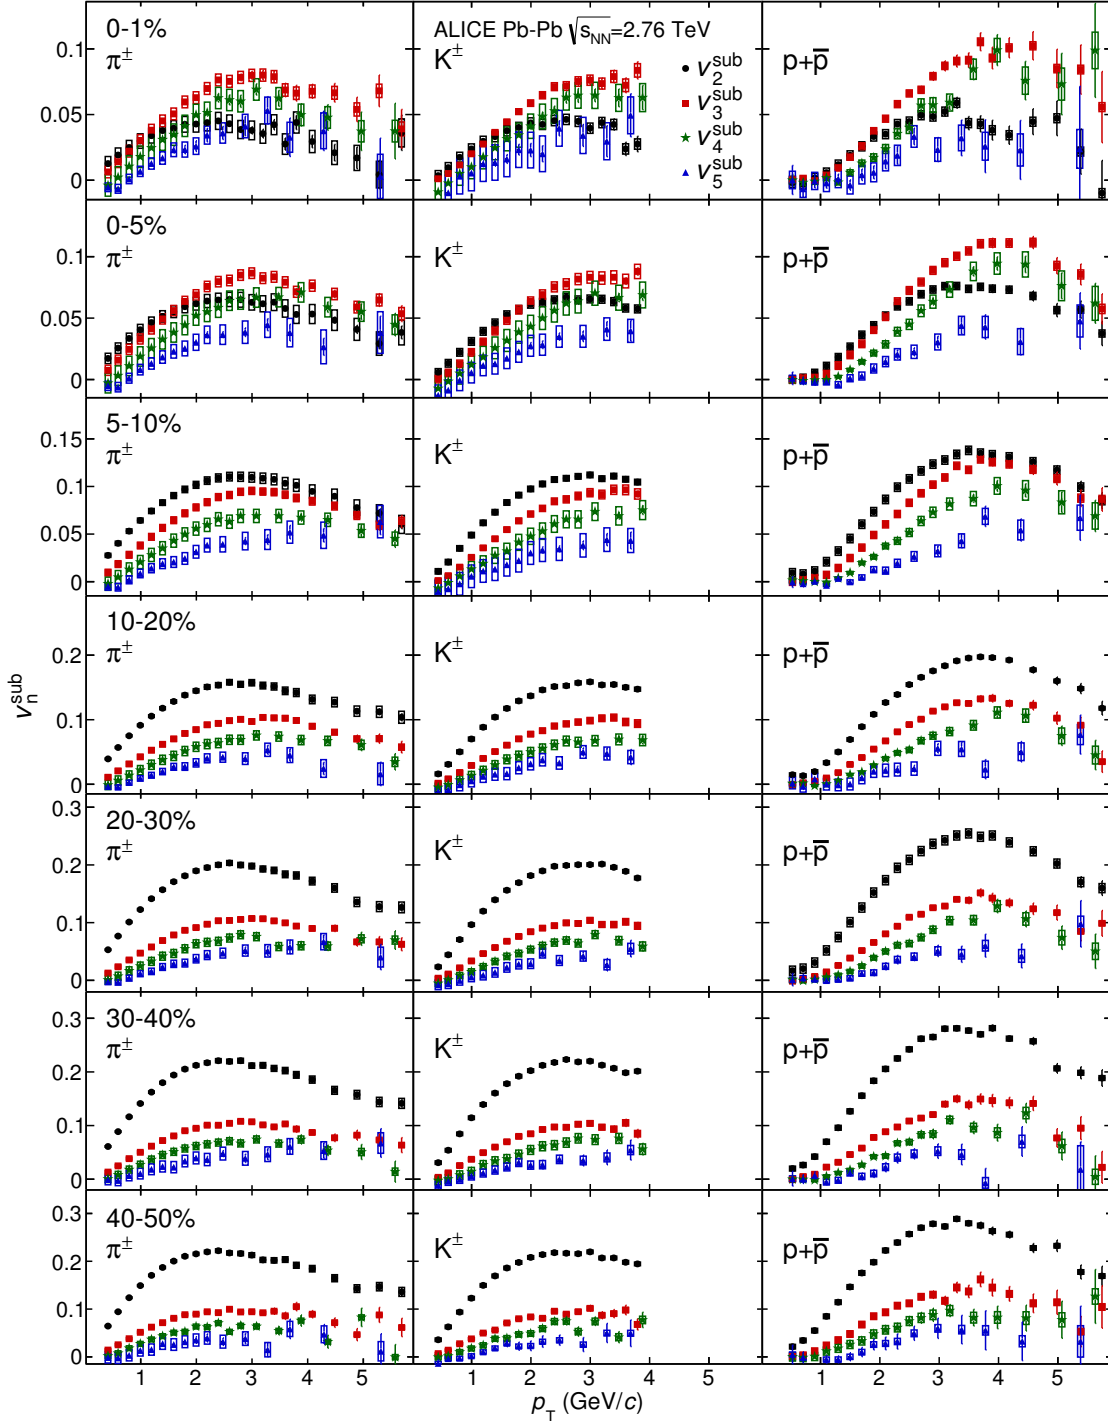 0-1%
π±
ALICE Pb-Pb √sNN=2.76 TeV
K±
p+p̅
v2sub
v3sub
v4sub
v5sub
0.1
0.05
0
0-5%
π±
K±
p+p̅
0.1
0.05
0
5-10%
π±
K±
p+p̅
0.15
0.1
0.05
0
10-20%
π±
K±
p+p̅
0.2
0.1
0
vnsub
20-30%
π±
K±
p+p̅
0.3
0.2
0.1
0
30-40%
π±
K±
p+p̅
0.3
0.2
0.1
0
40-50%
π±
K±
p+p̅
0.3
0.2
0.1
0
1 2 3 4 5 1 2 3 4 5 1 2 3 4 5
pT (GeV/c)